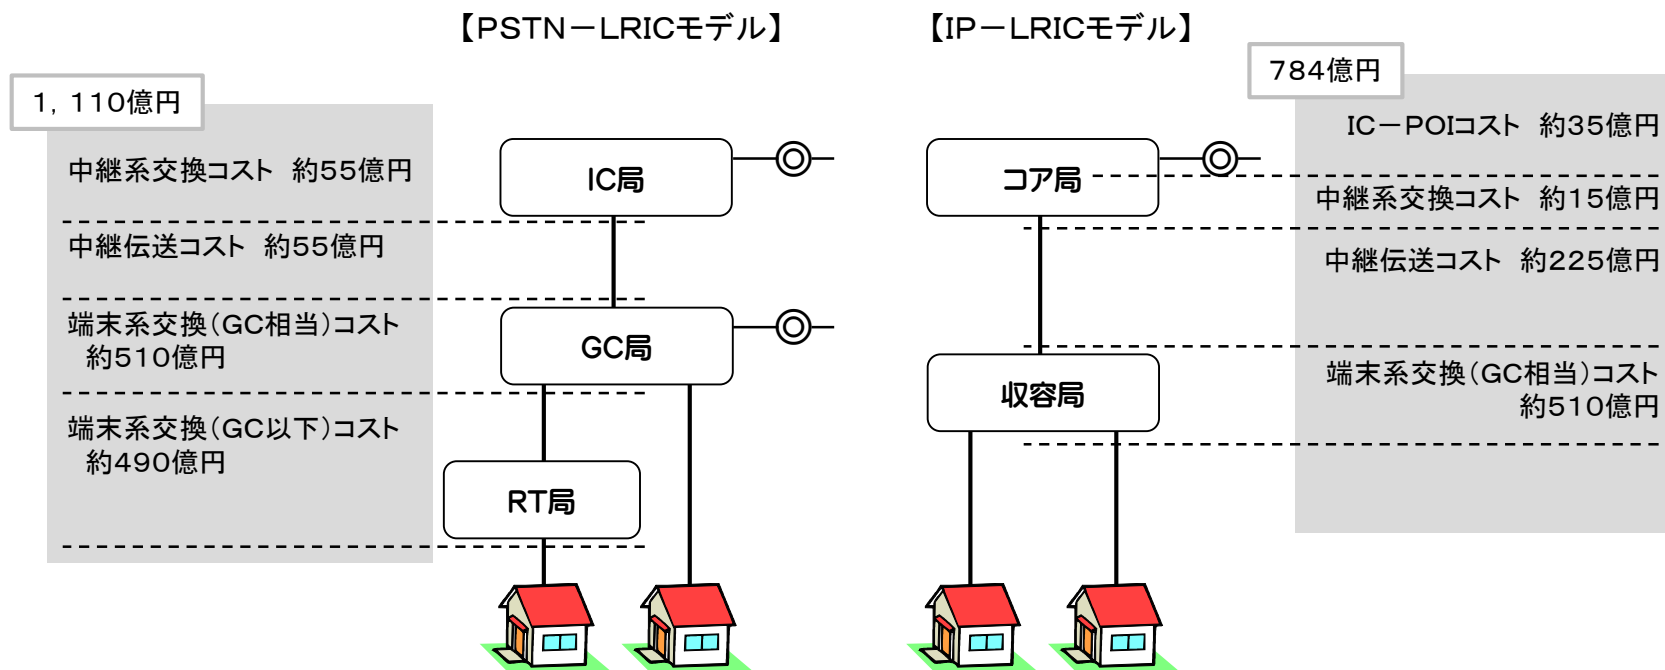 【PSTN－LRICモデル】
【IP－LRICモデル】
1，110億円
中継系交換コスト　約55億円
中継伝送コスト　約55億円
端末系交換（GC相当）コスト
約510億円
端末系交換（GC以下）コスト
約490億円
IC局
GC局
RT局
コア局
収容局
784億円
IC－POIコスト　約35億円
中継系交換コスト　約15億円
中継伝送コスト　約225億円
端末系交換（GC相当）コスト
約510億円